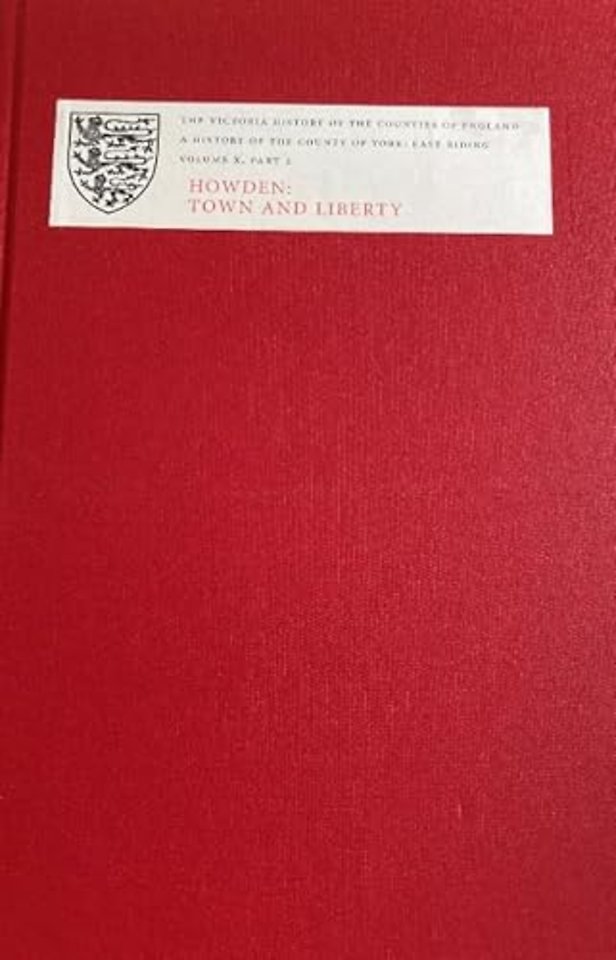 THE VICTORIA HISTORY OF THE COUNTIES OF ENGLAND
A HISTORY OF THE COUNTY OF YORK: EAST RIDING
VOLUME X, PART 1
HOWDEN:
TOWN AND LIBERTY